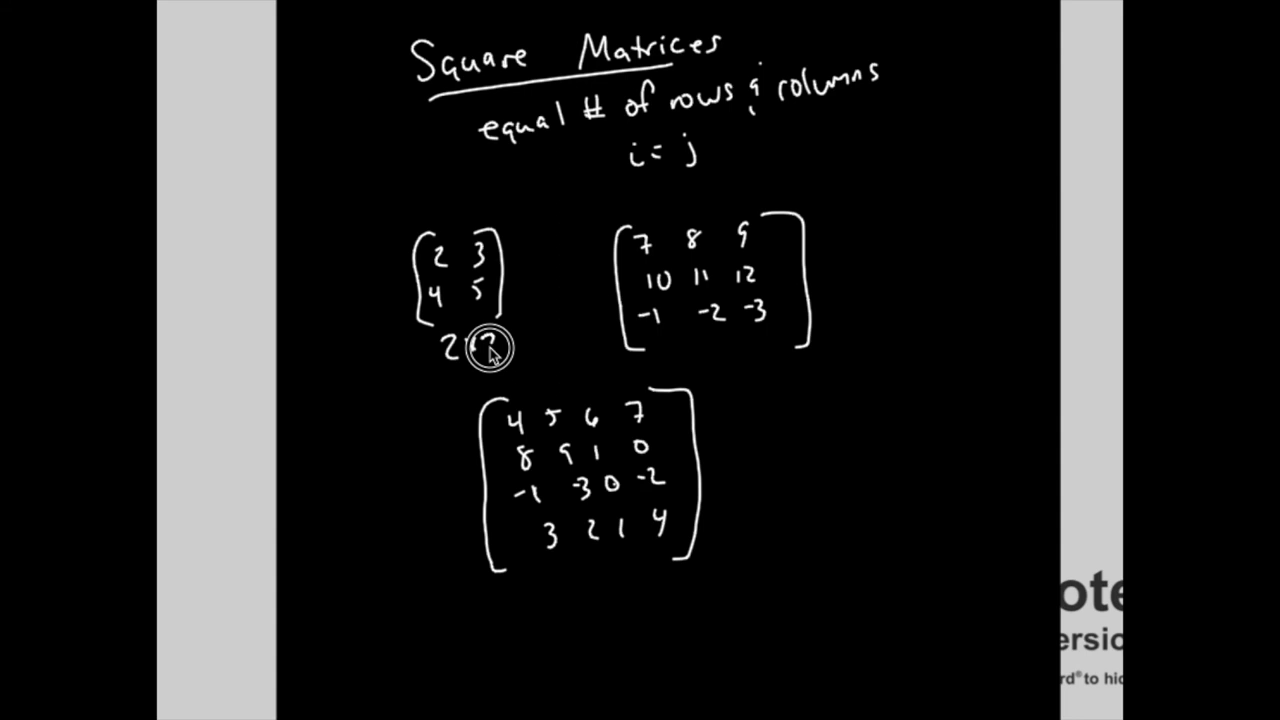 Square Matrices
equal # of rows & columns
i = j
2 3
4 5
2
7 8 9
10 11 12
-1 -2 -3
4 5 6 7
8 9 1 0
-1 -3 0 -2
3 2 1 4